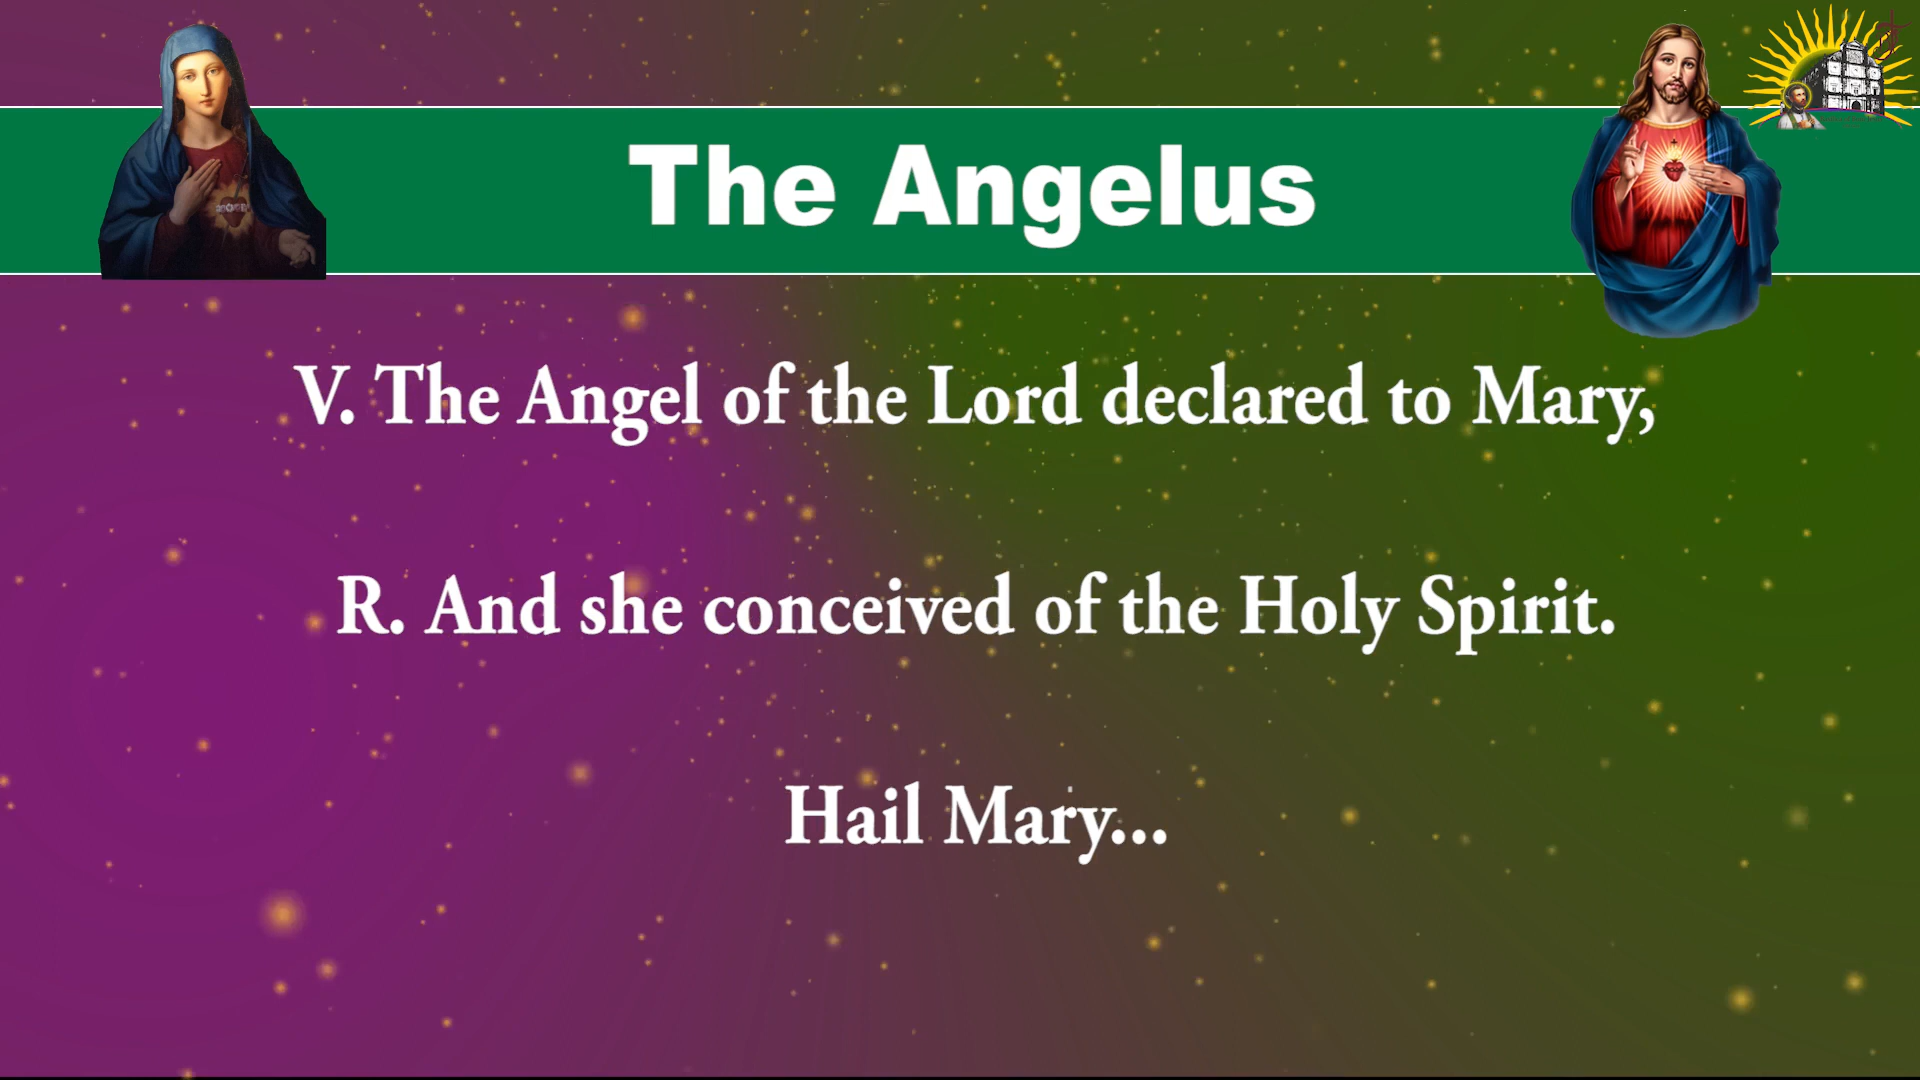 The Angelus
V. The Angel of the Lord declared to Mary,
R. And she conceived of the Holy Spirit.
Hail Mary...